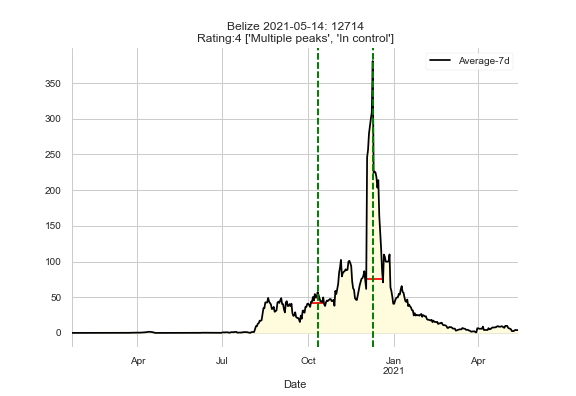 Belize 2021-05-14: 12714
Rating:4 ['Multiple peaks', 'In control']
Average-7d
350
300
250
200
150
100
50
0
Apr
Jul
Oct
Jan
2021
Apr
Date